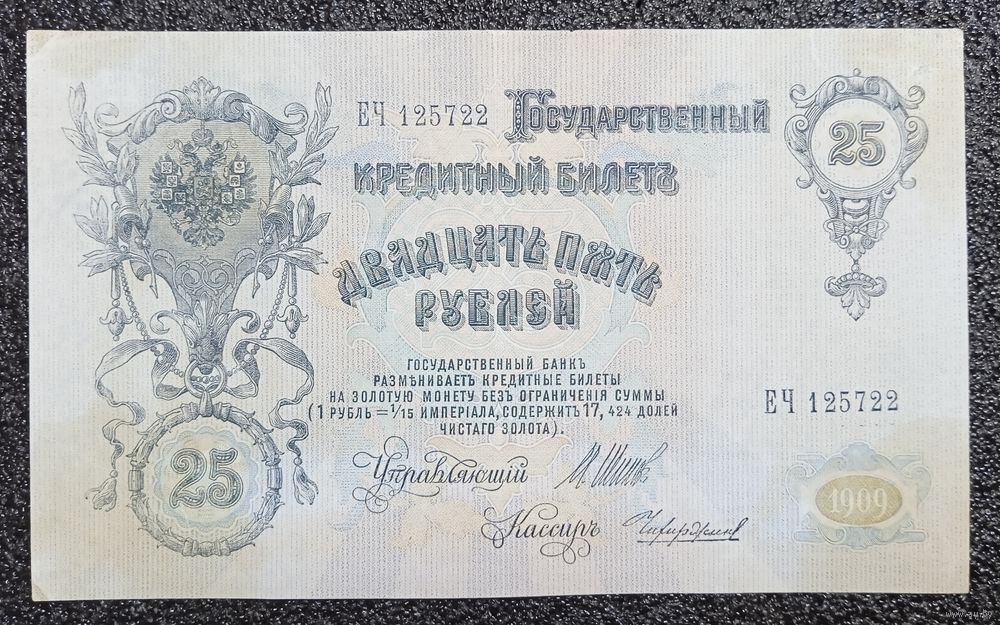 ЕЧ 125722 Государственный
25
кредитный билетъ
двадцать пять
рублей
государственный банкъ
размѣниваетъ кредитные билеты
на золотую монету безъ ограниченія суммы
(1 рубль = 1/15 имперіала, содержитъ 17, 424 долей
чистаго золота).
ЕЧ 125722
25
Управляющій
Кассиръ
1909